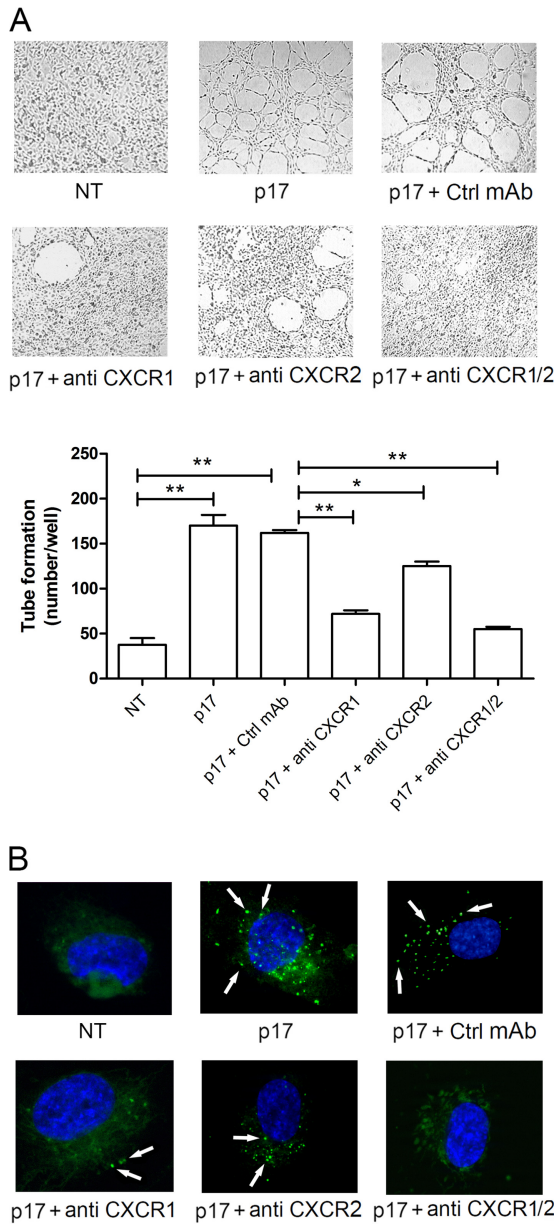 A
NT
p17
p17 + Ctrl mAb
p17 + anti CXCR1
p17 + anti CXCR2
p17 + anti CXCR1/2
Tube formation
(number/well)
250
200
150
100
50
0
**
**
**
*
**
NT
p17
p17 + Ctrl mAb
p17 + anti CXCR1
p17 + anti CXCR2
p17 + anti CXCR1/2
B
NT
p17
p17 + Ctrl mAb
p17 + anti CXCR1
p17 + anti CXCR2
p17 + anti CXCR1/2